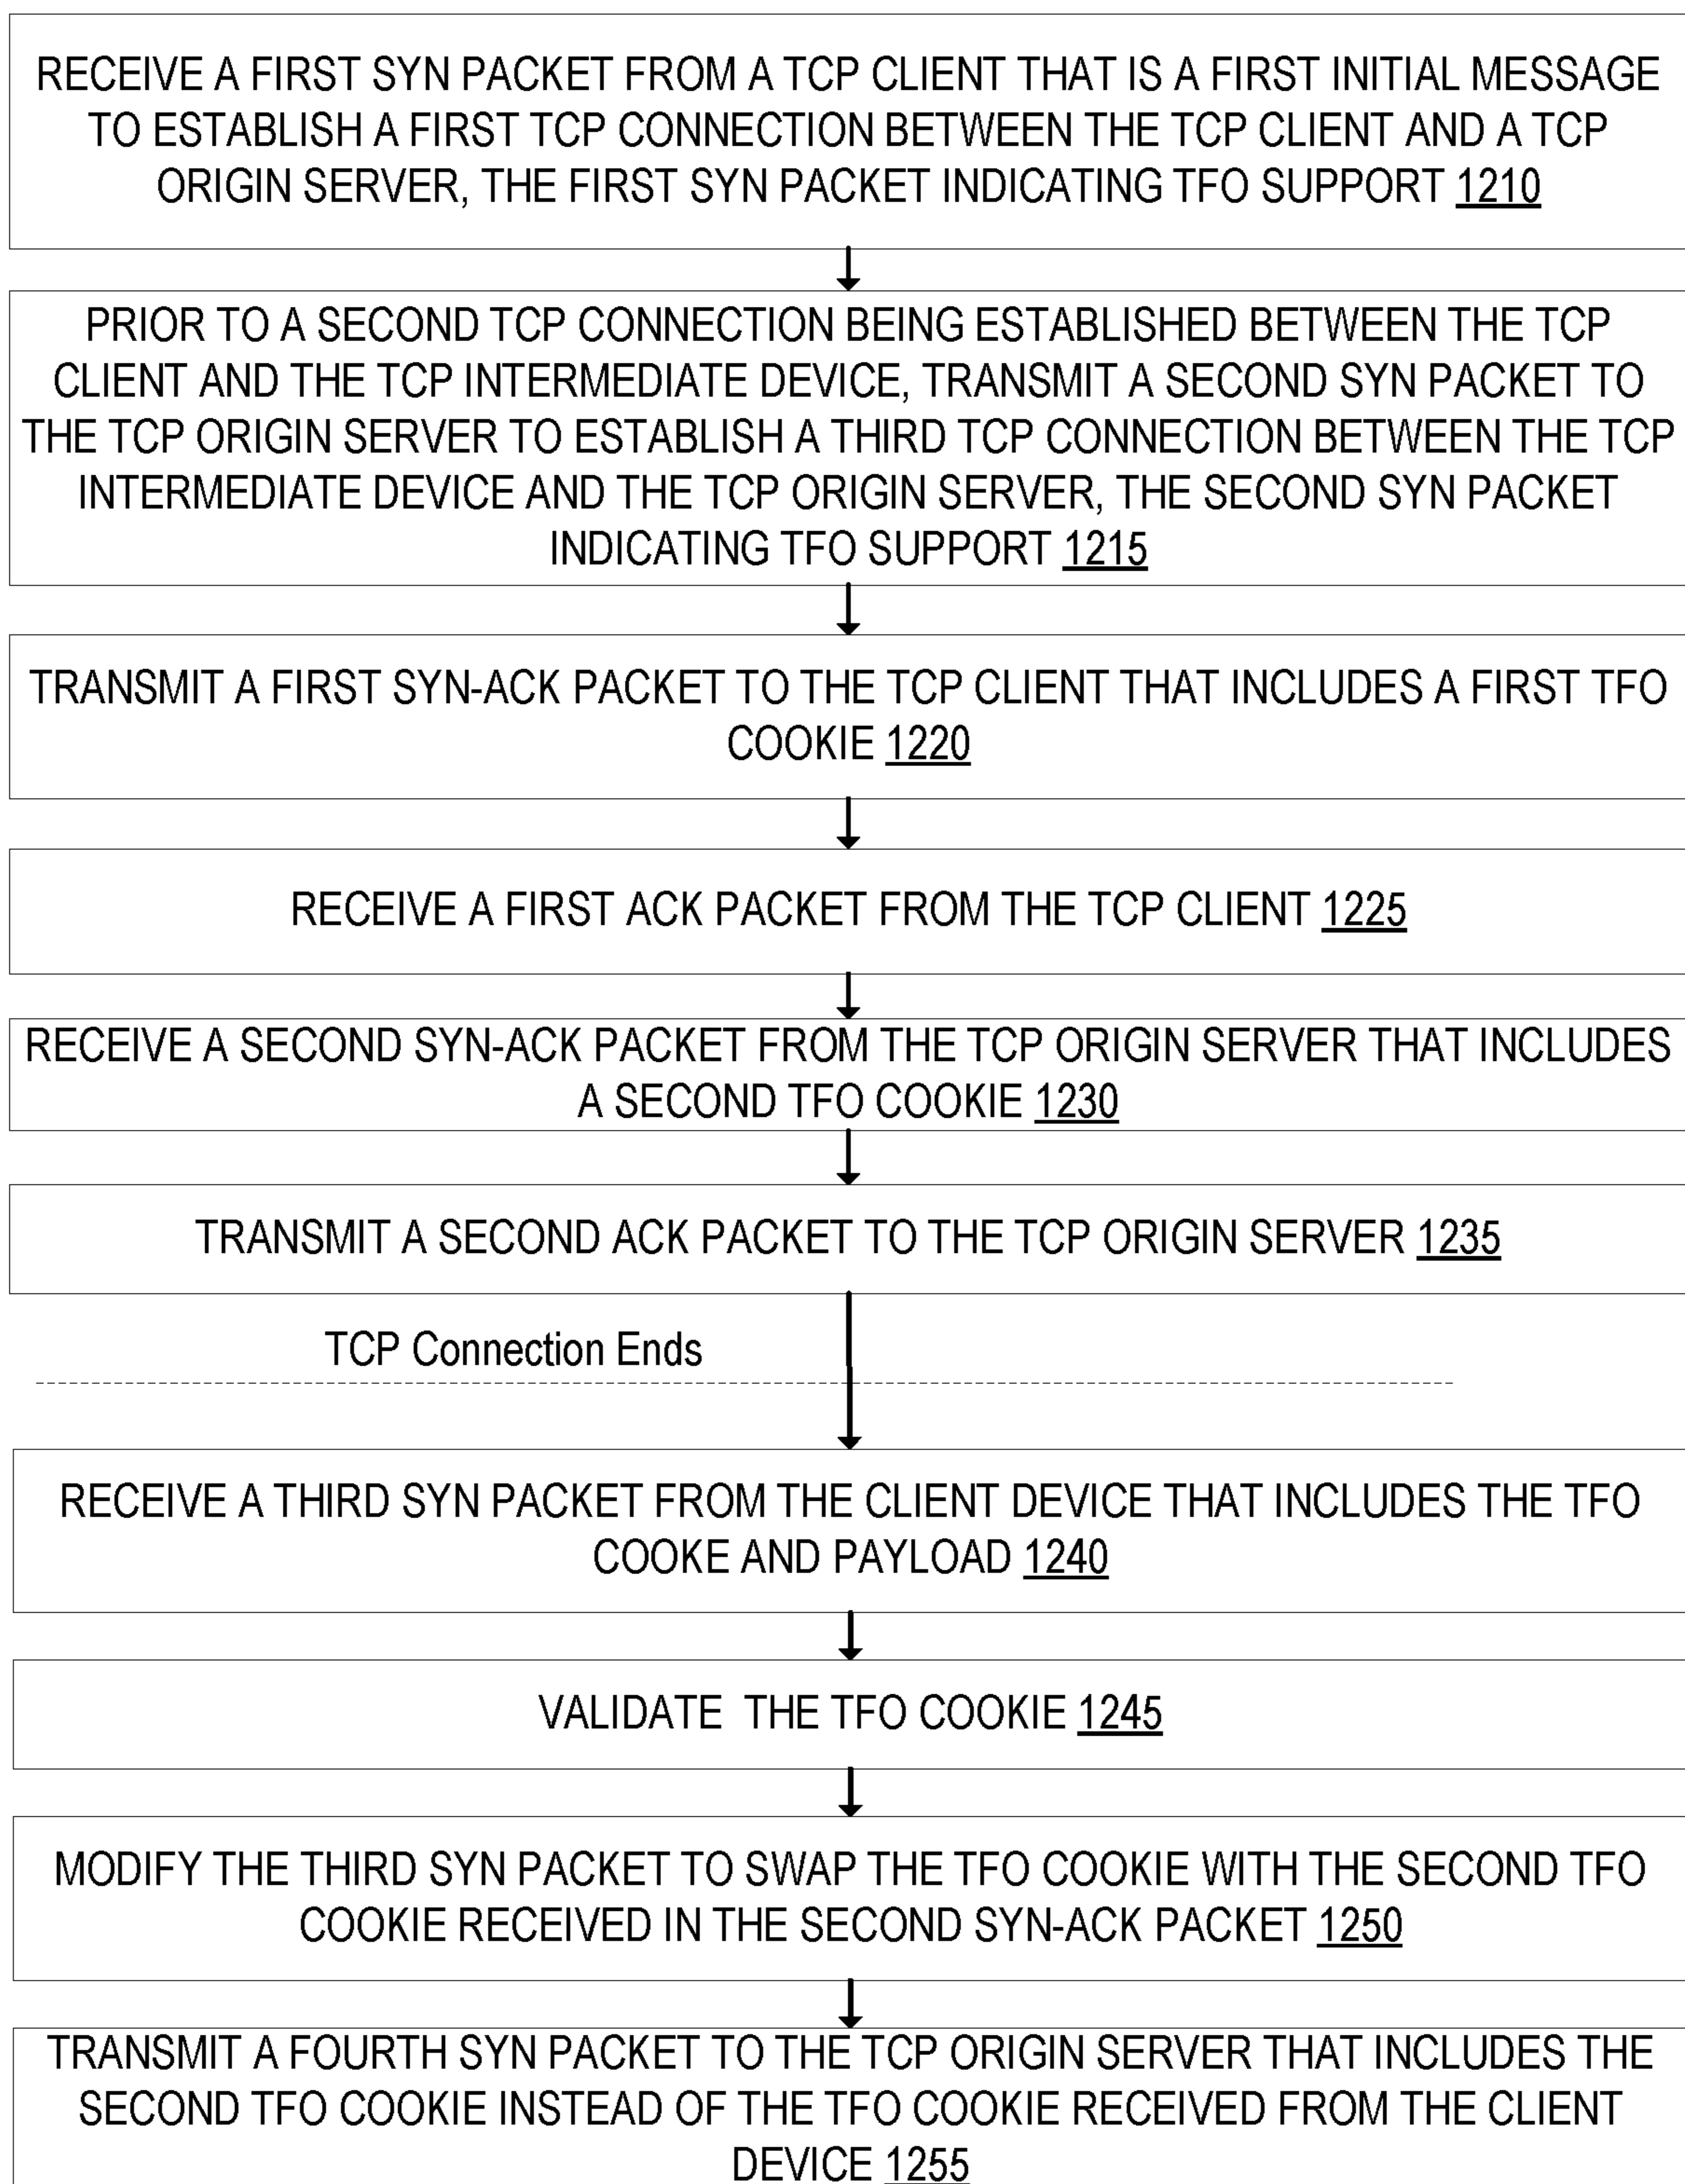 RECEIVE A FIRST SYN PACKET FROM A TCP CLIENT THAT IS A FIRST INITIAL MESSAGE
TO ESTABLISH A FIRST TCP CONNECTION BETWEEN THE TCP CLIENT AND A TCP
ORIGIN SERVER, THE FIRST SYN PACKET INDICATING TFO SUPPORT 1210
PRIOR TO A SECOND TCP CONNECTION BEING ESTABLISHED BETWEEN THE TCP
CLIENT AND THE TCP INTERMEDIATE DEVICE, TRANSMIT A SECOND SYN PACKET TO
THE TCP ORIGIN SERVER TO ESTABLISH A THIRD TCP CONNECTION BETWEEN THE TCP
INTERMEDIATE DEVICE AND THE TCP ORIGIN SERVER, THE SECOND SYN PACKET
INDICATING TFO SUPPORT 1215
TRANSMIT A FIRST SYN-ACK PACKET TO THE TCP CLIENT THAT INCLUDES A FIRST TFO
COOKIE 1220
RECEIVE A FIRST ACK PACKET FROM THE TCP CLIENT 1225
RECEIVE A SECOND SYN-ACK PACKET FROM THE TCP ORIGIN SERVER THAT INCLUDES
A SECOND TFO COOKIE 1230
TRANSMIT A SECOND ACK PACKET TO THE TCP ORIGIN SERVER 1235
TCP Connection Ends
RECEIVE A THIRD SYN PACKET FROM THE CLIENT DEVICE THAT INCLUDES THE TFO
COOKE AND PAYLOAD 1240
VALIDATE THE TFO COOKIE 1245
MODIFY THE THIRD SYN PACKET TO SWAP THE TFO COOKIE WITH THE SECOND TFO
COOKIE RECEIVED IN THE SECOND SYN-ACK PACKET 1250
TRANSMIT A FOURTH SYN PACKET TO THE TCP ORIGIN SERVER THAT INCLUDES THE
SECOND TFO COOKIE INSTEAD OF THE TFO COOKIE RECEIVED FROM THE CLIENT
DEVICE 1255